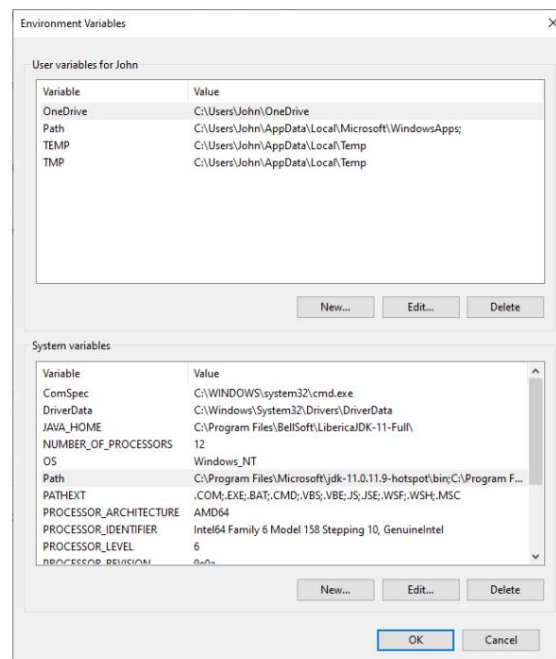 Environment Variables
User variables for John
Variable Value
OneDrive C:\Users\John\OneDrive
Path C:\Users\John\AppData\Local\Microsoft\WindowsApps;
TEMP C:\Users\John\AppData\Local\Temp
TMP C:\Users\John\AppData\Local\Temp
New... Edit... Delete
System variables
Variable Value
ComSpec C:\WINDOWS\system32\cmd.exe
DriverData C:\Windows\System32\Drivers\DriverData
JAVA_HOME C:\Program Files\BellSoft\LibericaJDK-11-Full\
NUMBER_OF_PROCESSORS 12
OS Windows_NT
Path C:\Program Files\Microsoft\jdk-11.0.11.9-hotspot\bin;C:\Program F...
PATHEXT .COM;.EXE;.BAT;.CMD;.VBS;.VBE;.JS;.JSE;.WSF;.WSH;.MSC
PROCESSOR_ARCHITECTURE AMD64
PROCESSOR_IDENTIFIER Intel64 Family 6 Model 158 Stepping 10, GenuineIntel
PROCESSOR_LEVEL 6
PROCESSOR_REVISION 9e0a
New... Edit... Delete
OK Cancel